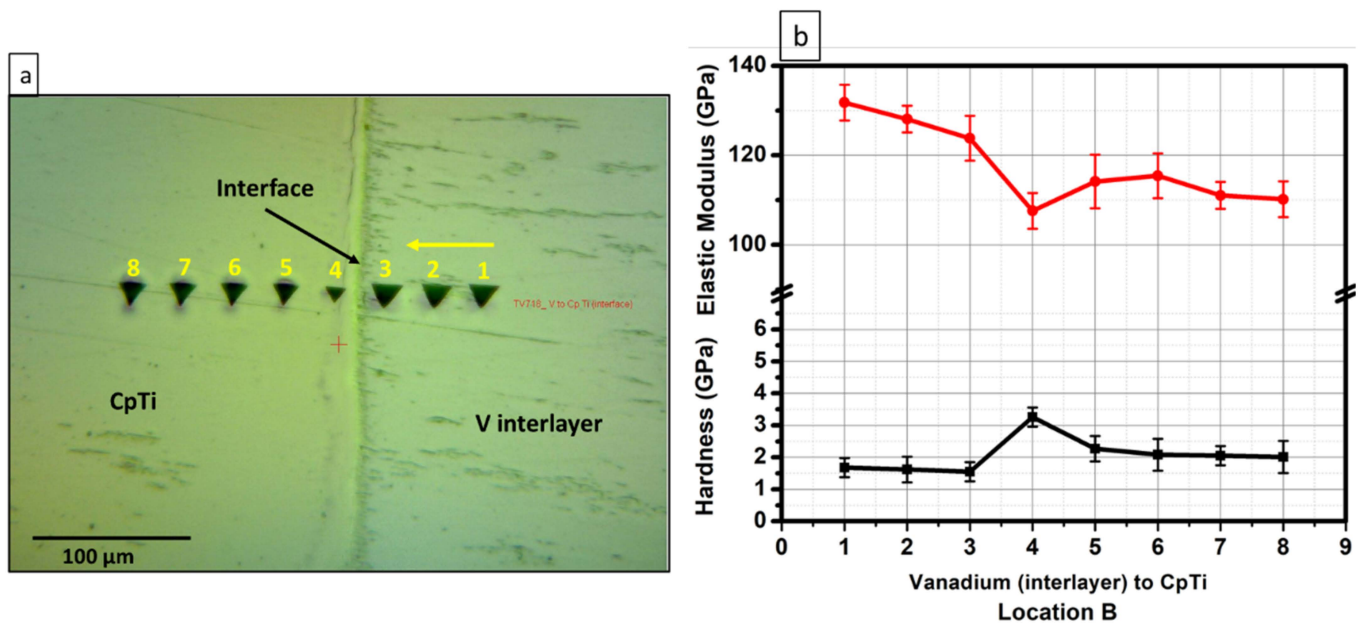 a
Interface
8 7 6 5 4 3 2 1
TV746_ V to Cp Ti (interface)
CpTi
V interlayer
100 µm
b
Hardness (GPa) Elastic Modulus (GPa)
140
120
100
6
5
4
3
2
1
0
0 1 2 3 4 5 6 7 8 9
Vanadium (interlayer) to CpTi
Location B